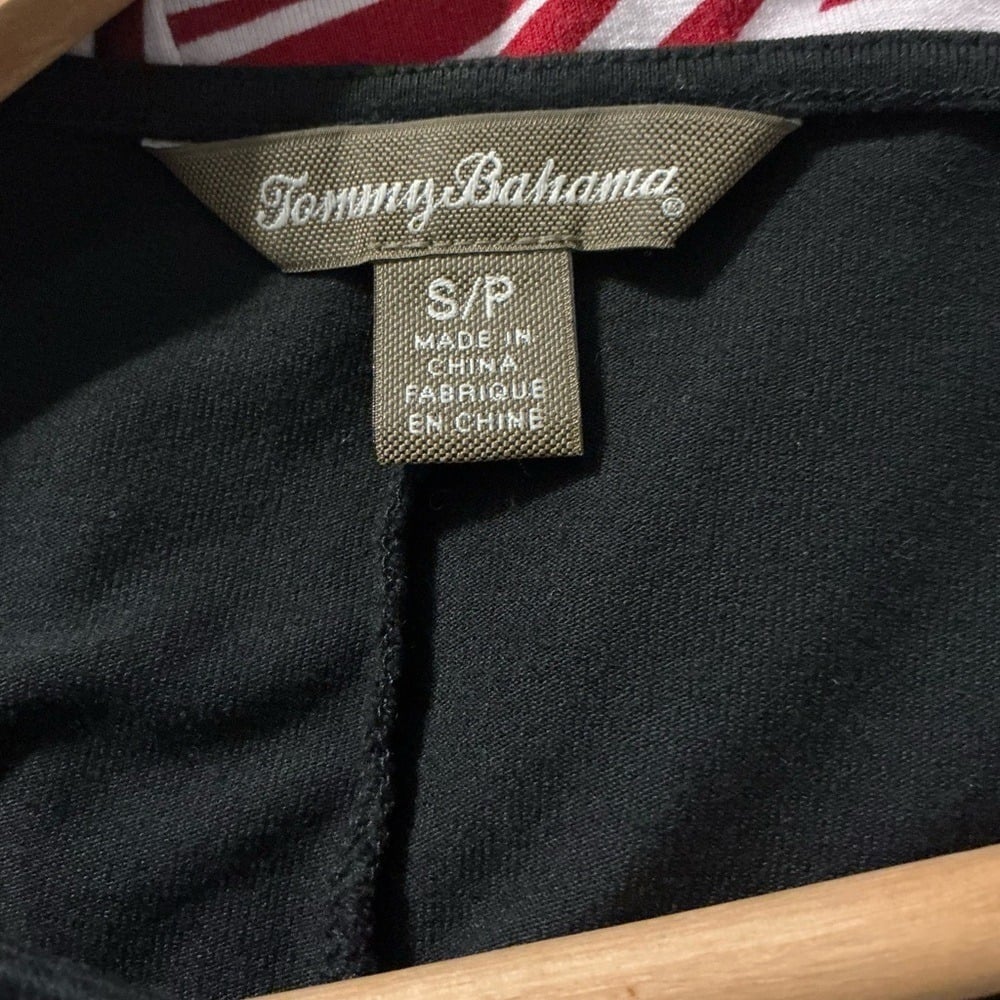 Tommy Bahama®
S/P
MADE IN
CHINA
FABRIQUE
EN CHINE